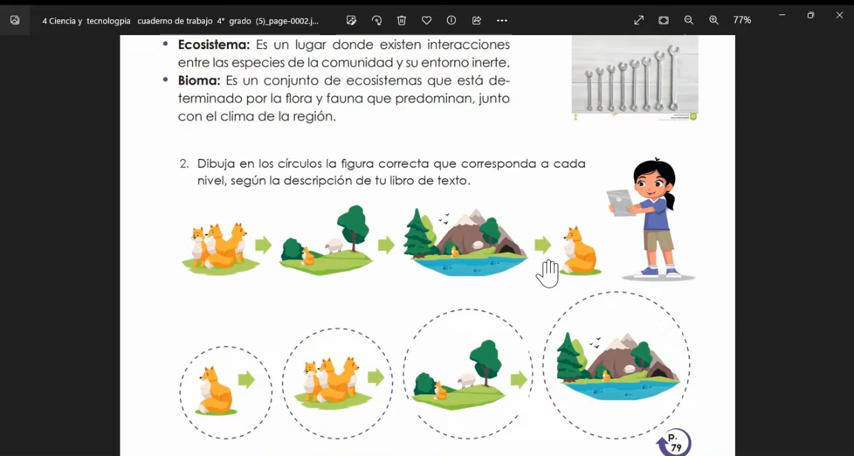 4 Ciencia y tecnologpia cuaderno de trabajo 4° grado (5)_page-0002.j...
77%
• Ecosistema: Es un lugar donde existen interacciones
entre las especies de la comunidad y su entorno inerte.
• Bioma: Es un conjunto de ecosistemas que está de-
terminado por la flora y fauna que predominan, junto
con el clima de la región.
2. Dibuja en los círculos la figura correcta que corresponda a cada
nivel, según la descripción de tu libro de texto.
p.
79